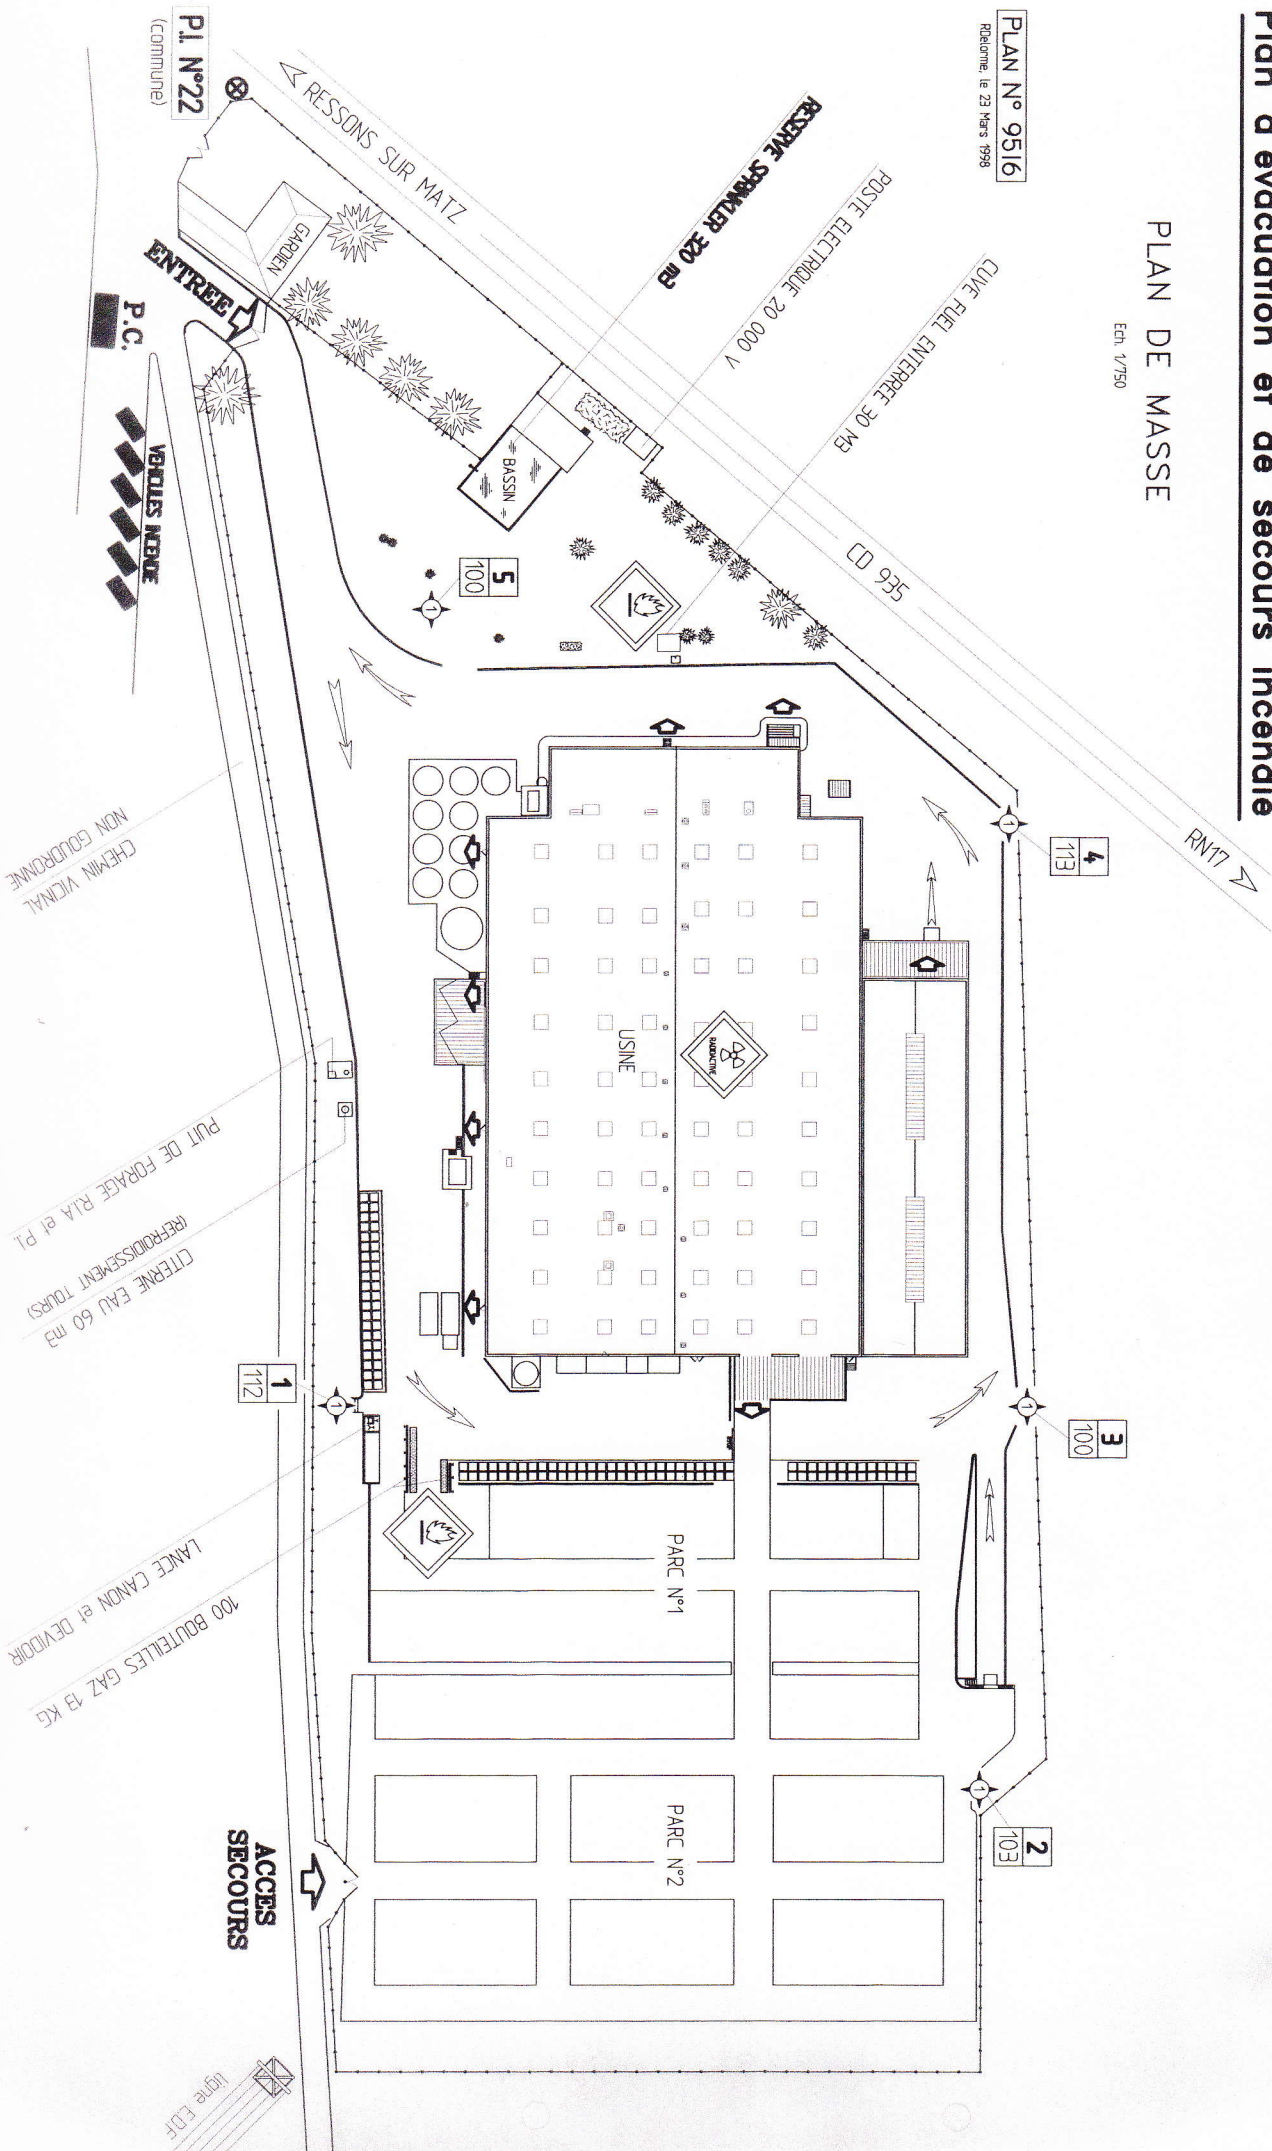 Plan d'évacuation et de secours incendie
PLAN N° 9516
RDelorme, le 23 Mars 1998
PLAN DE MASSE
Ech. 1/750
P.I. N°22
(commune)
RESSONS SUR MATZ
CD 935
RN17
RESERVE SPRINKLER 320 m3
POSTE ELECTRIQUE 20 000 V
CUVE FUEL ENTERREE 30 M3
GARDIEN
ENTREE
P.C.
VEHICULES INCENDIE
BASSIN
5
100
4
113
USINE
RADIOACTIVE
3
100
PARC N°1
PARC N°2
2
103
1
112
CHEMIN VICINAL
NON GOUDRONNE
PUIT DE FORAGE R.I.A et P.I.
CITERNE EAU 60 m3
(REFROIDISSEMENT TOURS)
LANCE CANON et DEVIDOIR
100 BOUTEILLES GAZ 13 KG
ACCES
SECOURS
ligne E.D.F